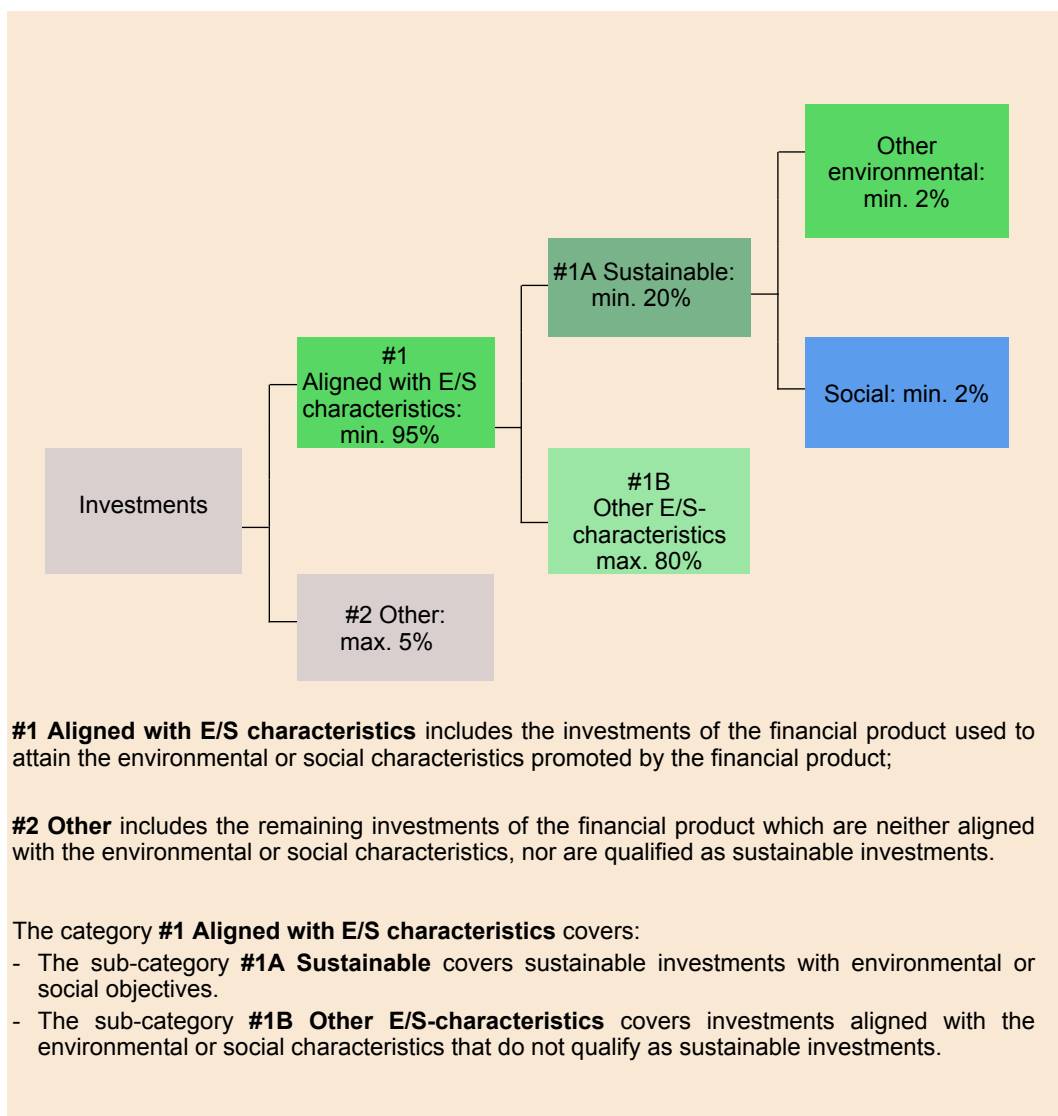 Other
environmental:
min. 2%
#1A Sustainable:
min. 20%
#1
Aligned with E/S
characteristics:
min. 95%
Social: min. 2%
Investments
#1B
Other E/S-
characteristics
max. 80%
#2 Other:
max. 5%
#1 Aligned with E/S characteristics includes the investments of the financial product used to
attain the environmental or social characteristics promoted by the financial product;
#2 Other includes the remaining investments of the financial product which are neither aligned
with the environmental or social characteristics, nor are qualified as sustainable investments.
The category #1 Aligned with E/S characteristics covers:
- The sub-category #1A Sustainable covers sustainable investments with environmental or
social objectives.
- The sub-category #1B Other E/S-characteristics covers investments aligned with the
environmental or social characteristics that do not qualify as sustainable investments.